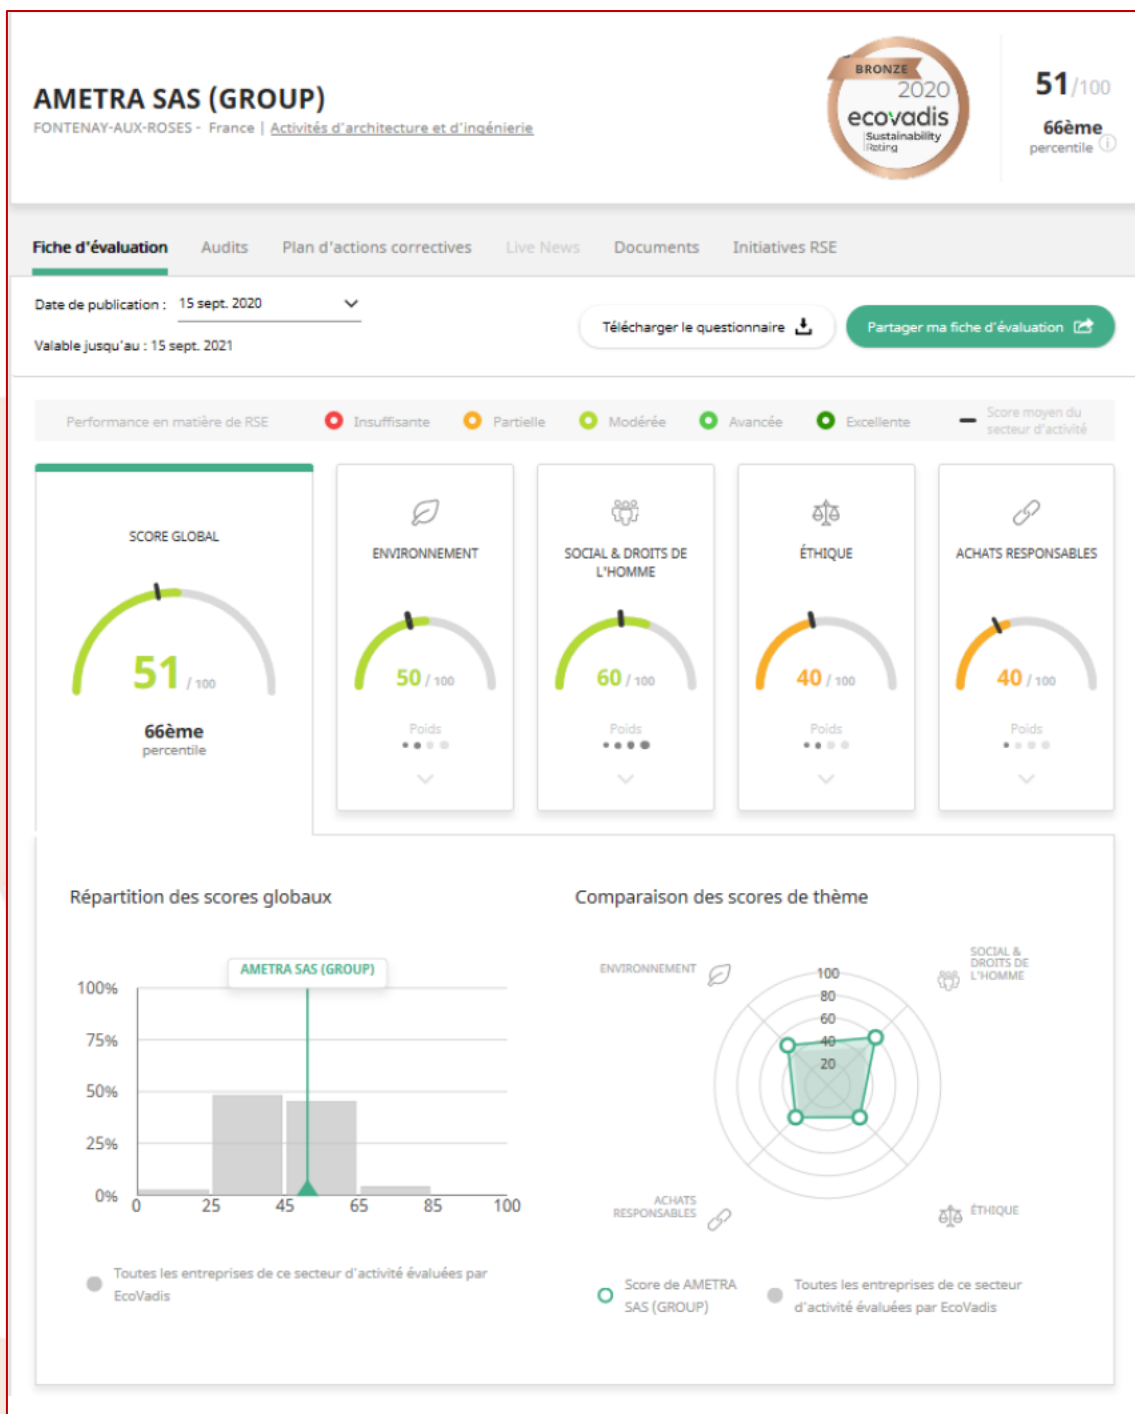 AMETRA SAS (GROUP)
FONTENAY-AUX-ROSES - France | Activités d'architecture et d'ingénierie
BRONZE
2020
ecovadis
Sustainability
Rating
51/100
66ème
percentile
Fiche d'évaluation
Audits
Plan d'actions correctives
Live News
Documents
Initiatives RSE
Date de publication : 15 sept. 2020
Valable jusqu'au : 15 sept. 2021
Télécharger le questionnaire
Partager ma fiche d'évaluation
Performance en matière de RSE
Insuffisante
Partielle
Modérée
Avancée
Excellente
Score moyen du
secteur d'activité
SCORE GLOBAL
51 / 100
66ème
percentile
ENVIRONNEMENT
50 / 100
Poids
SOCIAL & DROITS DE
L'HOMME
60 / 100
Poids
ÉTHIQUE
40 / 100
Poids
ACHATS RESPONSABLES
40 / 100
Poids
Répartition des scores globaux
AMETRA SAS (GROUP)
100%
75%
50%
25%
0%
0 25 45 65 85 100
Toutes les entreprises de ce secteur d'activité évaluées par
EcoVadis
Comparaison des scores de thème
ENVIRONNEMENT
SOCIAL &
DROITS DE
L'HOMME
100
80
60
40
20
ACHATS
RESPONSABLES
ÉTHIQUE
Score de AMETRA
SAS (GROUP)
Toutes les entreprises de ce secteur
d'activité évaluées par EcoVadis